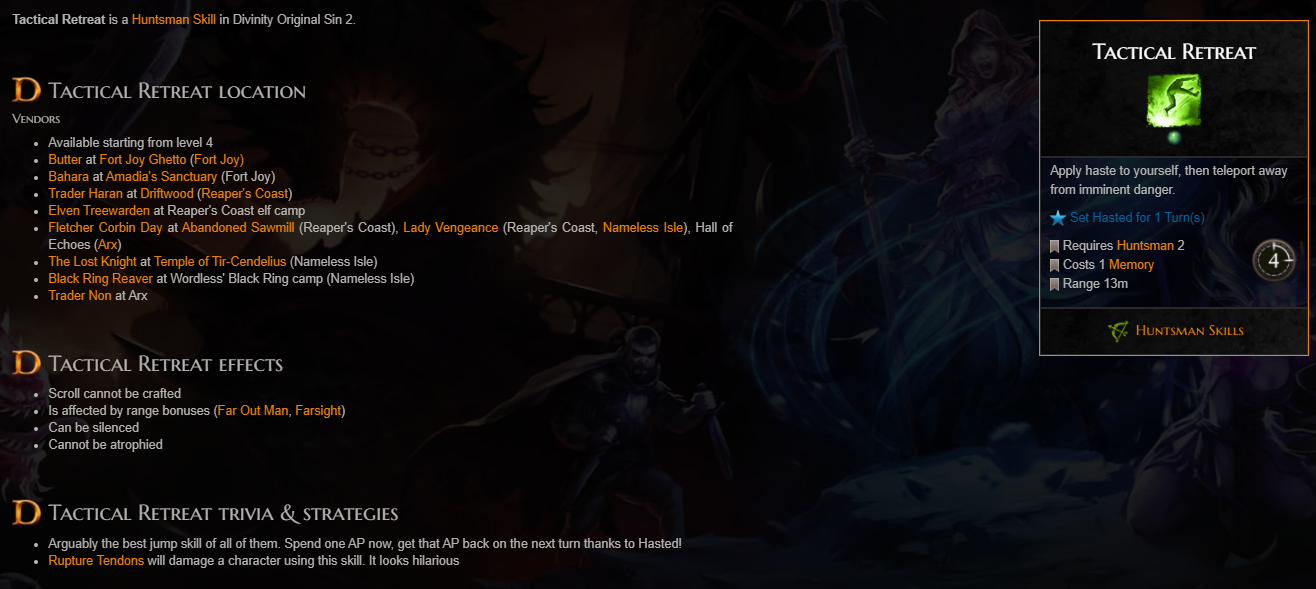 Tactical Retreat is a Huntsman Skill in Divinity Original Sin 2.
D Tactical Retreat location
Vendors
Available starting from level 4
Butter at Fort Joy Ghetto (Fort Joy)
Bahara at Amadia's Sanctuary (Fort Joy)
Trader Haran at Driftwood (Reaper's Coast)
Elven Treewarden at Reaper's Coast elf camp
Fletcher Corbin Day at Abandoned Sawmill (Reaper's Coast), Lady Vengeance (Reaper's Coast, Nameless Isle), Hall of
Echoes (Arx)
The Lost Knight at Temple of Tir-Cendelius (Nameless Isle)
Black Ring Reaver at Wordless' Black Ring camp (Nameless Isle)
Trader Non at Arx
D Tactical Retreat effects
Scroll cannot be crafted
Is affected by range bonuses (Far Out Man, Farsight)
Can be silenced
Cannot be atrophied
D Tactical Retreat trivia & strategies
Arguably the best jump skill of all of them. Spend one AP now, get that AP back on the next turn thanks to Hasted!
Rupture Tendons will damage a character using this skill. It looks hilarious
Tactical Retreat
Apply haste to yourself, then teleport away
from imminent danger.
Set Hasted for 1 Turn(s)
Requires Huntsman 2
Costs 1 Memory
Range 13m
4
Huntsman Skills